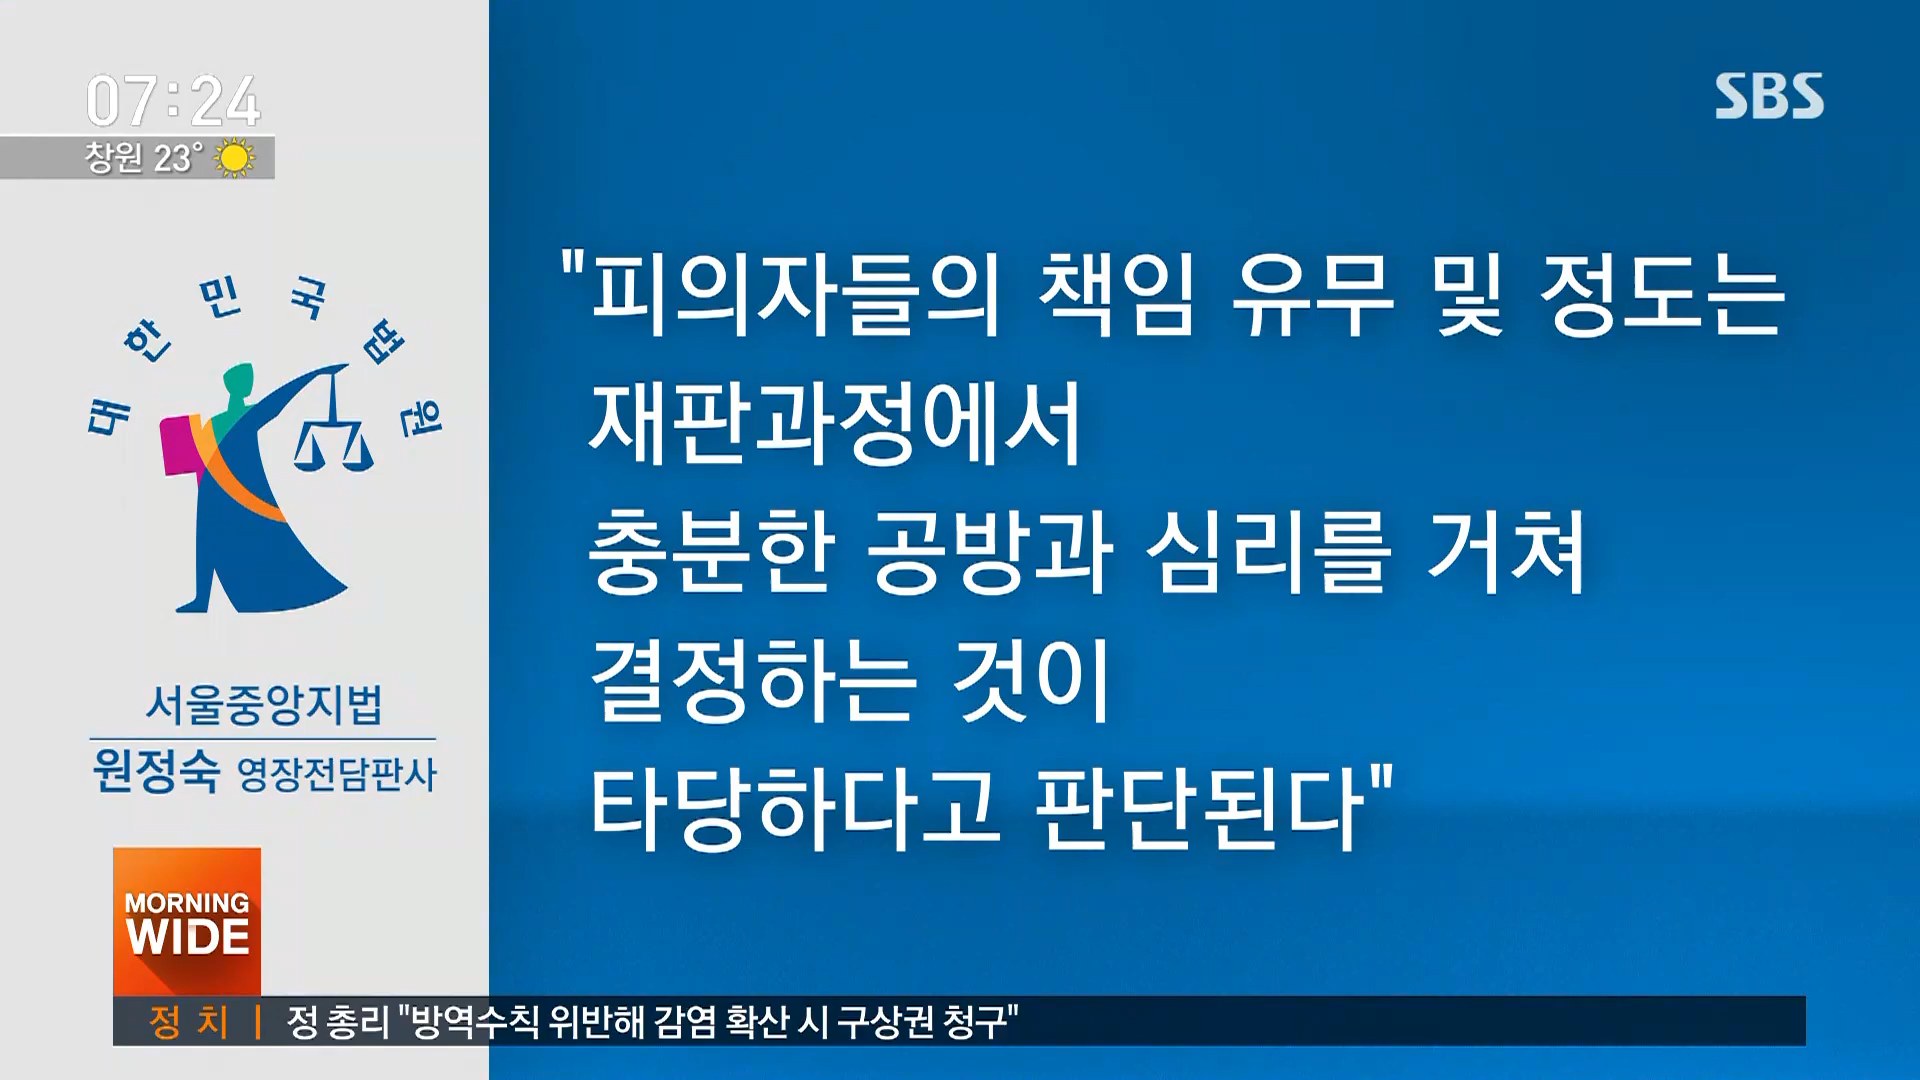 07:24
창원 23°
SBS
대한민국법원
서울중앙지법
원정숙 영장전담판사
"피의자들의 책임 유무 및 정도는
재판과정에서
충분한 공방과 심리를 거쳐
결정하는 것이
타당하다고 판단된다"
MORNING
WIDE
정치 | 정 총리 "방역수칙 위반해 감염 확산 시 구상권 청구"